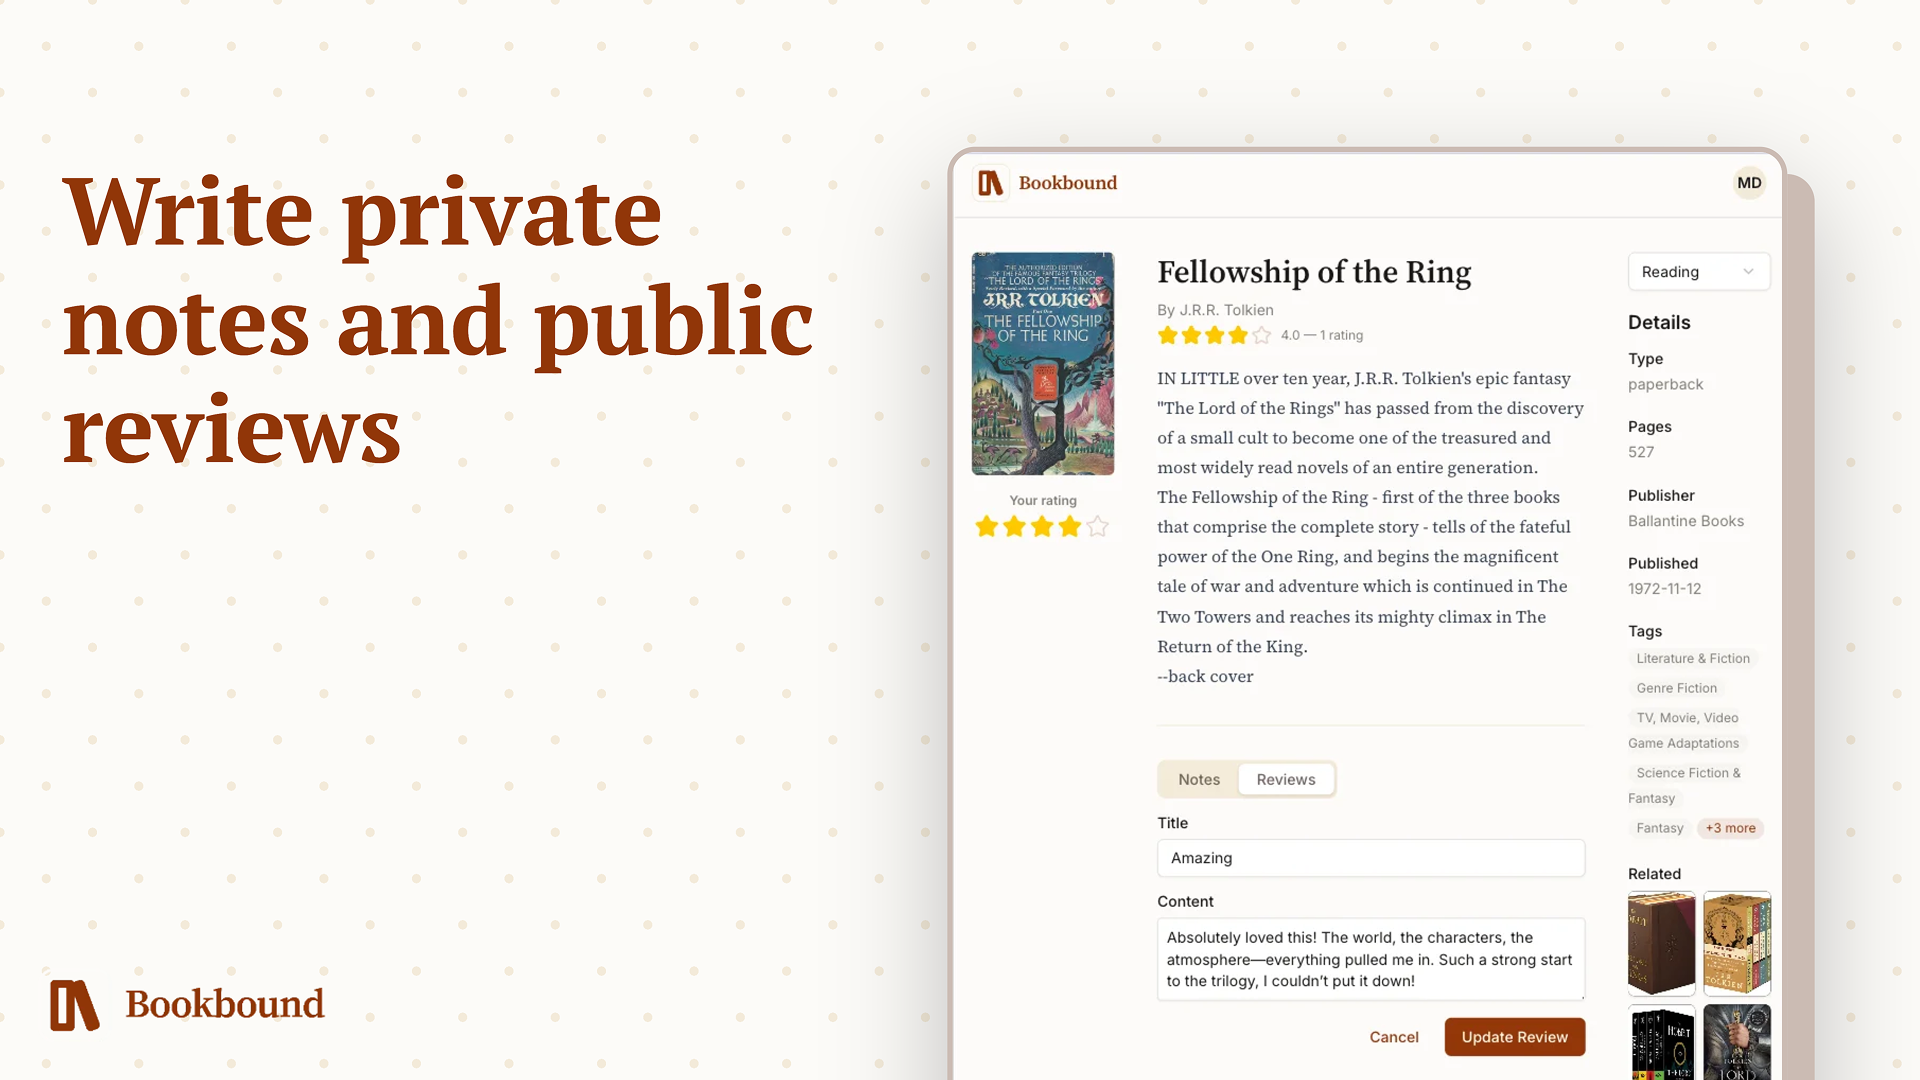 Write private
notes and public
reviews
Bookbound
Bookbound
MD
THE AUTHORIZED EDITION
OF THE FAMOUS FANTASY TRILOGY
"THE LORD OF THE RINGS"
J.R.R. TOLKIEN
Part One
THE FELLOWSHIP
OF THE RING
Your rating
Fellowship of the Ring
By J.R.R. Tolkien
4.0 — 1 rating
IN LITTLE over ten year, J.R.R. Tolkien's epic fantasy
"The Lord of the Rings" has passed from the discovery
of a small cult to become one of the treasured and
most widely read novels of an entire generation.
The Fellowship of the Ring - first of the three books
that comprise the complete story - tells of the fateful
power of the One Ring, and begins the magnificent
tale of war and adventure which is continued in The
Two Towers and reaches its mighty climax in The
Return of the King.
--back cover
Notes
Reviews
Title
Amazing
Content
Absolutely loved this! The world, the characters, the
atmosphere—everything pulled me in. Such a strong start
to the trilogy, I couldn't put it down!
Cancel
Update Review
Reading
Details
Type
paperback
Pages
527
Publisher
Ballantine Books
Published
1972-11-12
Tags
Literature & Fiction
Genre Fiction
TV, Movie, Video
Game Adaptations
Science Fiction &
Fantasy
Fantasy
+3 more
Related
TOLKIEN
TOLKIEN
LORD